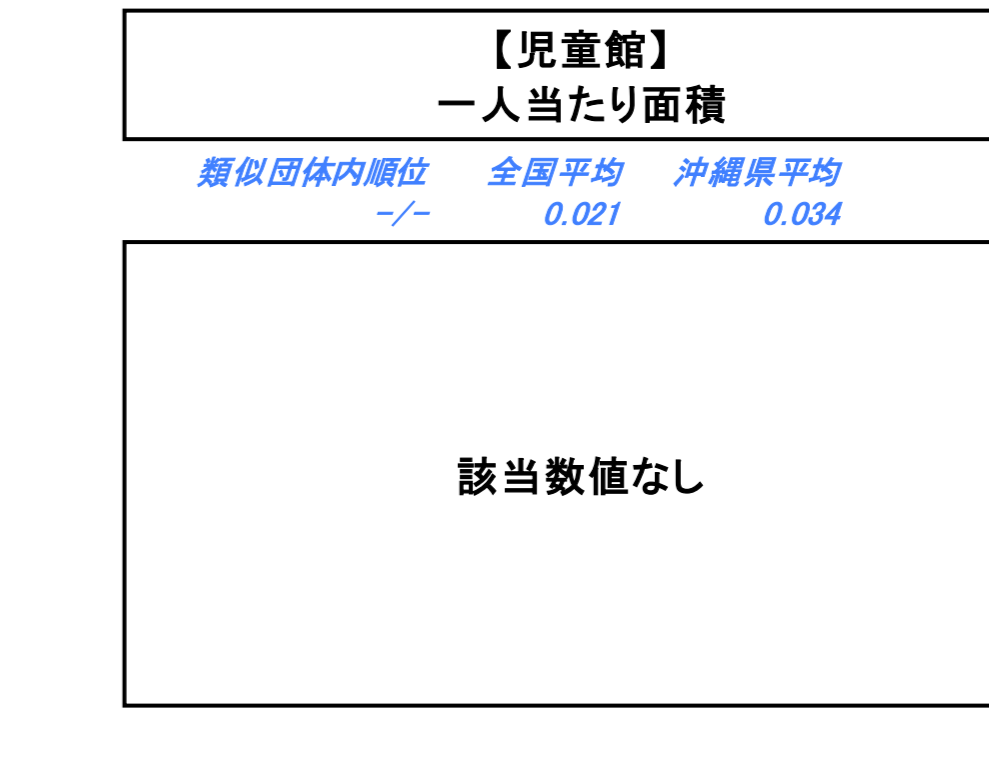 【児童館】
一人当たり面積
類似団体内順位 全国平均 沖縄県平均
-/- 0.021 0.034
該当数値なし